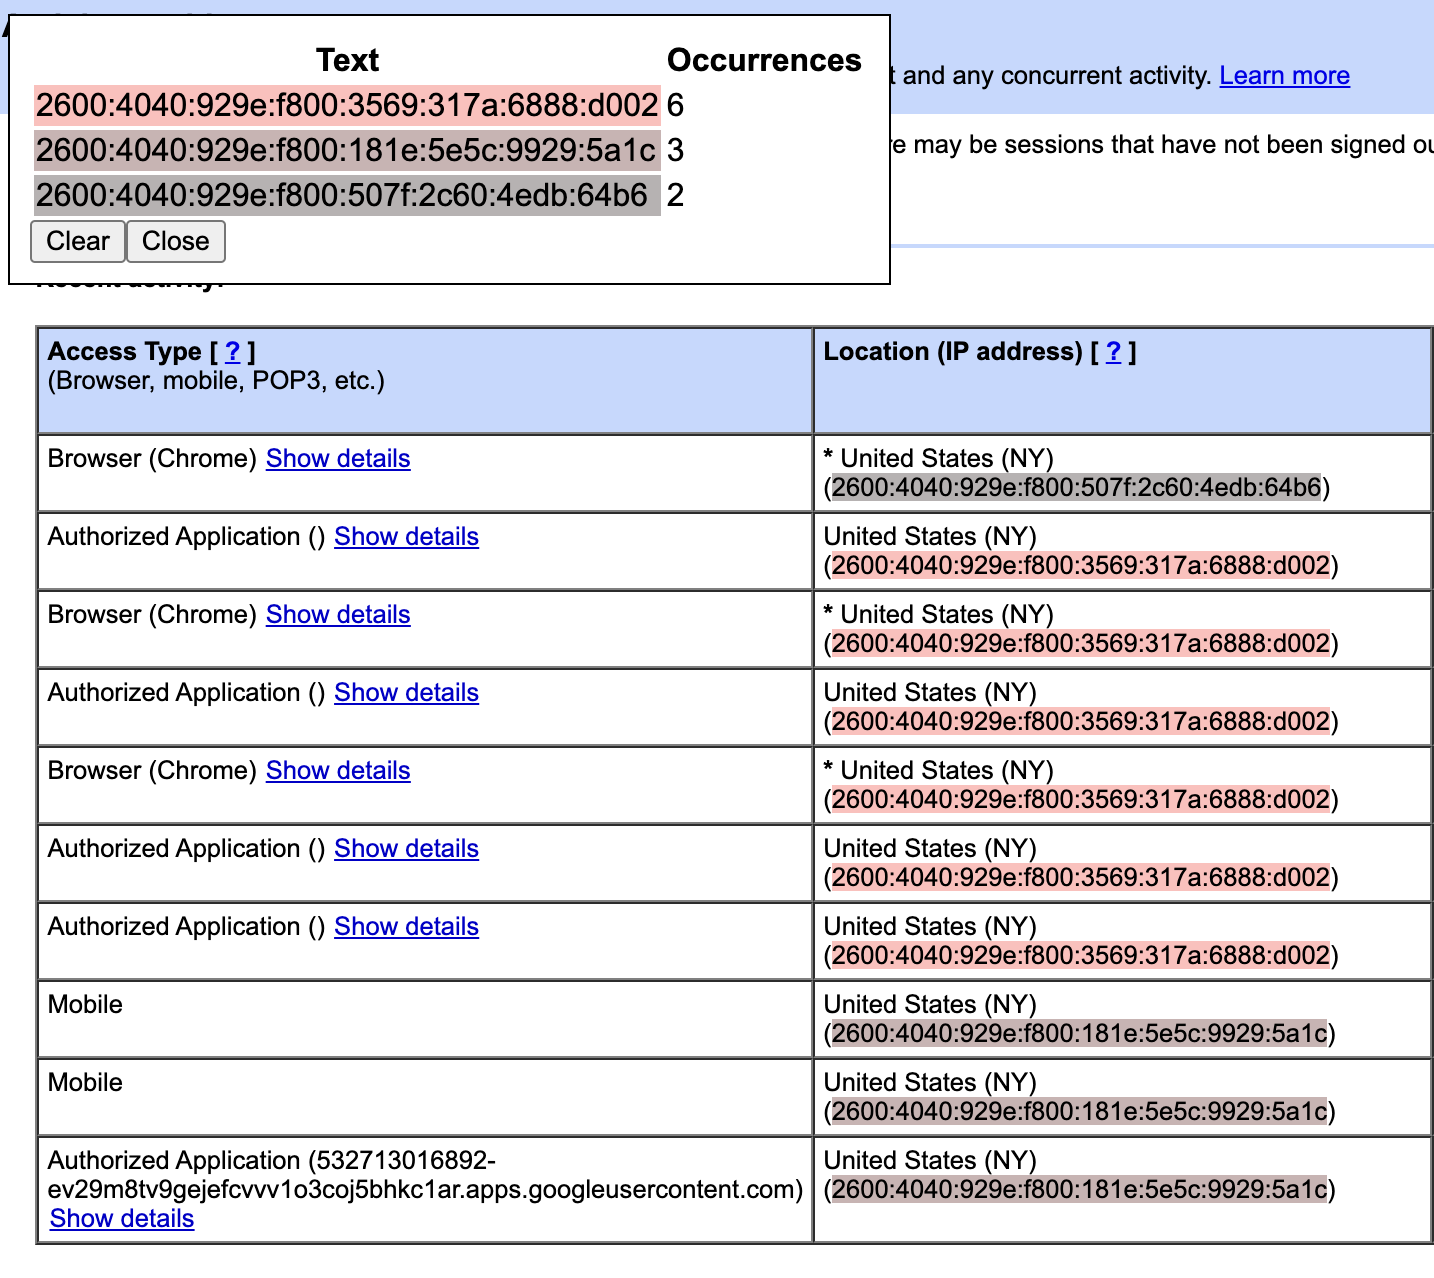 Text Occurrences
2600:4040:929e:f800:3569:317a:6888:d002 6
2600:4040:929e:f800:181e:5e5c:9929:5a1c 3
2600:4040:929e:f800:507f:2c60:4edb:64b6 2
Clear Close
t and any concurrent activity. Learn more
re may be sessions that have not been signed ou
Recent activity:
Access Type [ ? ]
(Browser, mobile, POP3, etc.)
Location (IP address) [ ? ]
Browser (Chrome) Show details
* United States (NY)
(2600:4040:929e:f800:507f:2c60:4edb:64b6)
Authorized Application () Show details
United States (NY)
(2600:4040:929e:f800:3569:317a:6888:d002)
Browser (Chrome) Show details
* United States (NY)
(2600:4040:929e:f800:3569:317a:6888:d002)
Authorized Application () Show details
United States (NY)
(2600:4040:929e:f800:3569:317a:6888:d002)
Browser (Chrome) Show details
* United States (NY)
(2600:4040:929e:f800:3569:317a:6888:d002)
Authorized Application () Show details
United States (NY)
(2600:4040:929e:f800:3569:317a:6888:d002)
Authorized Application () Show details
United States (NY)
(2600:4040:929e:f800:3569:317a:6888:d002)
Mobile
United States (NY)
(2600:4040:929e:f800:181e:5e5c:9929:5a1c)
Mobile
United States (NY)
(2600:4040:929e:f800:181e:5e5c:9929:5a1c)
Authorized Application (532713016892-
ev29m8tv9gejefcvvv1o3coj5bhkc1ar.apps.googleusercontent.com)
Show details
United States (NY)
(2600:4040:929e:f800:181e:5e5c:9929:5a1c)